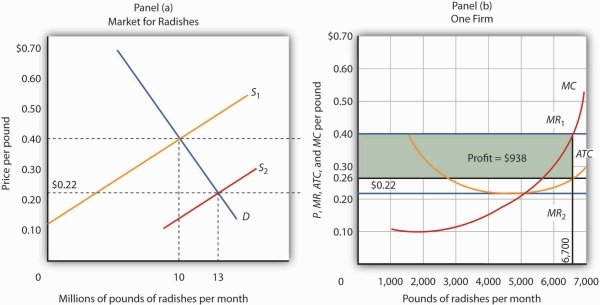 Panel (a)
Market for Radishes
$0.70
0.60
0.50
0.40
0.30
$0.22
0.20
0.10
0
10
13
S1
S2
D
Price per pound
Millions of pounds of radishes per month
Panel (b)
One Firm
$0.70
0.60
0.50
0.40
0.30
0.26
0.20
0.10
0
$0.22
Profit = $938
MC
MR1
ATC
MR2
6,700
1,000
2,000
3,000
4,000
5,000
6,000
7,000
P, MR, ATC, and MC per pound
Pounds of radishes per month